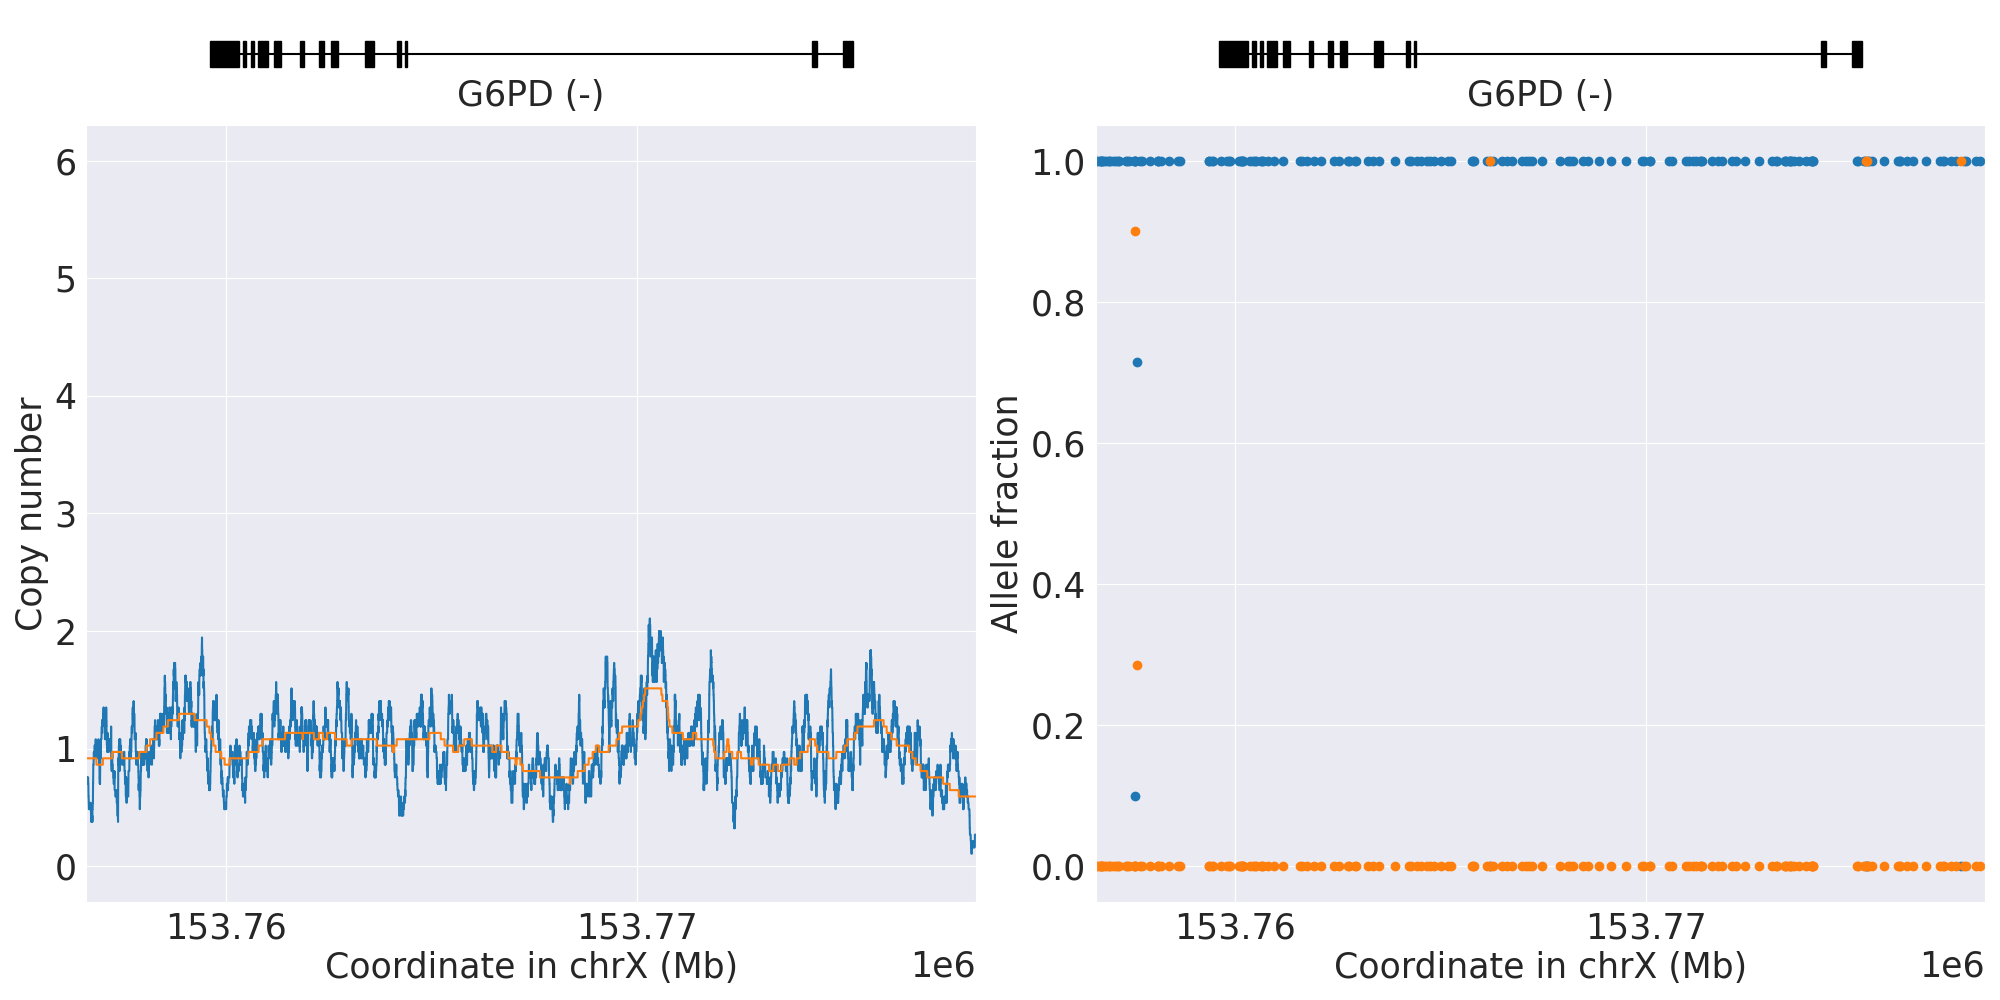 G6PD (-)
6
5
4
3
2
1
0
Copy number
153.76
153.77
Coordinate in chrX (Mb)
1e6
G6PD (-)
1.0
0.8
0.6
0.4
0.2
0.0
Allele fraction
153.76
153.77
Coordinate in chrX (Mb)
1e6